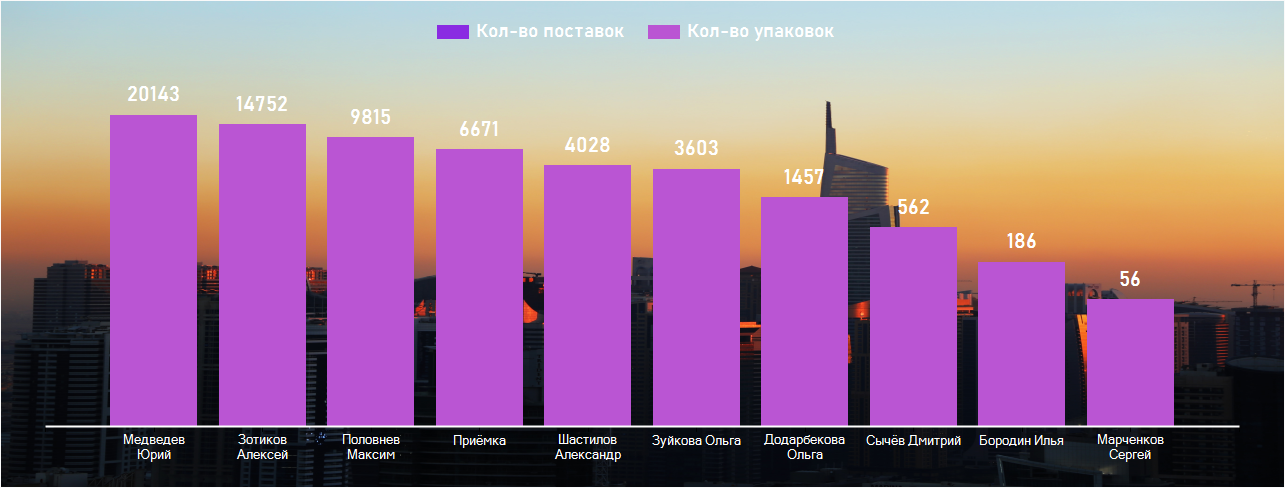 Кол-во поставок Кол-во упаковок
20143
14752
9815
6671
4028
3603
1457
562
186
56
Медведев
Юрий
Зотиков
Алексей
Половнев
Максим
Приёмка
Шастилов
Александр
Зуйкова Ольга
Додарбекова
Ольга
Сычёв Дмитрий
Бородин Илья
Марченков
Сергей